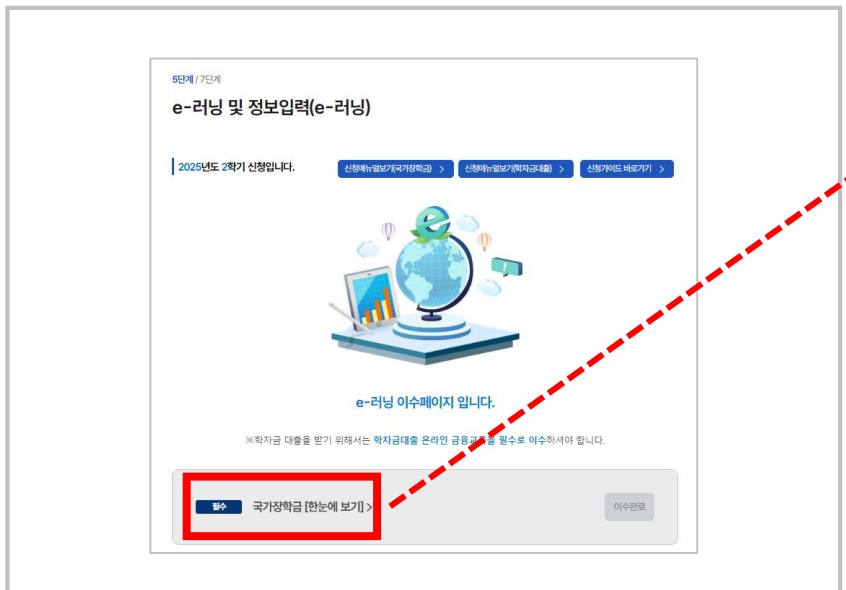 5단계 / 7단계
e-러닝 및 정보입력(e-러닝)
2025년도 2학기 신청입니다.
신청매뉴얼보기(국가장학금) >
신청매뉴얼보기(학자금대출) >
신청가이드 바로가기 >
e
e-러닝 이수페이지 입니다.
※학자금 대출을 받기 위해서는 학자금대출 온라인 금융교육을 필수로 이수하셔야 합니다.
필수 국가장학금 [한눈에 보기] >
이수완료